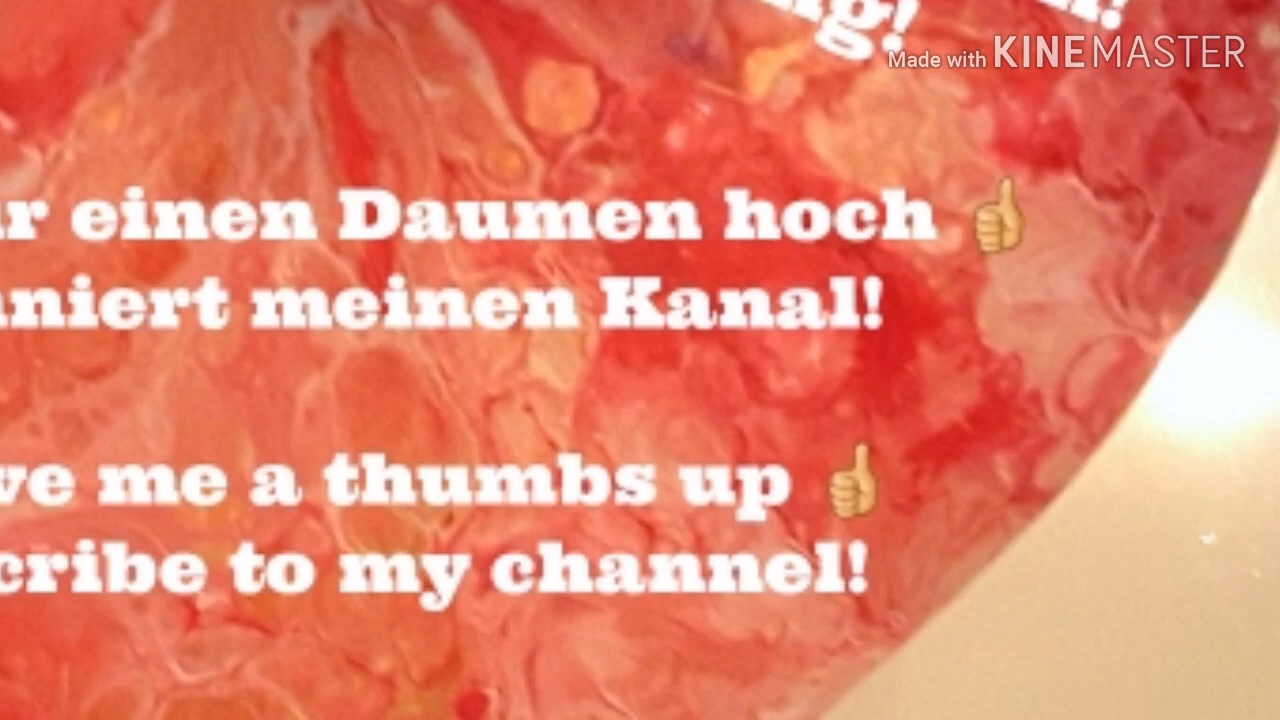 Made with KINEMASTER
einen Daumen hoch 👍
meinen Kanal!
me a thumbs up 👍
to my channel!